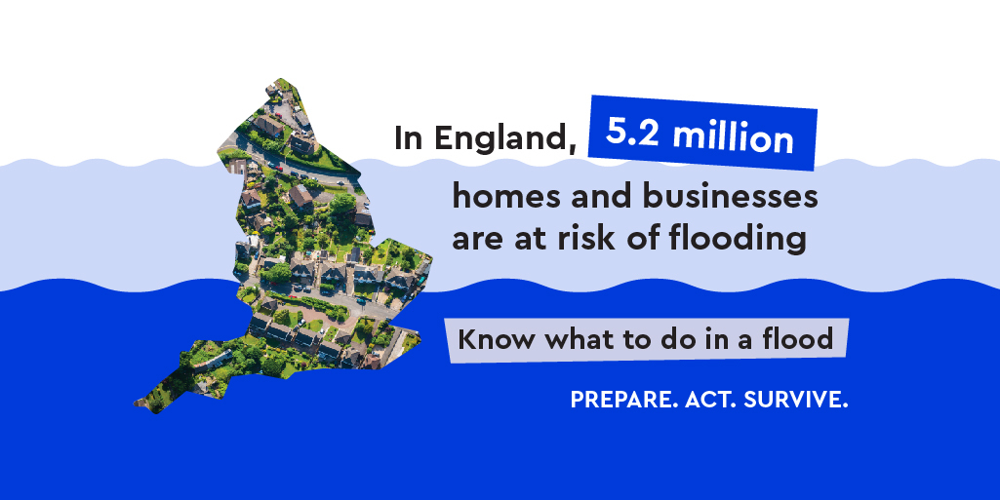 In England, 5.2 million
homes and businesses
are at risk of flooding
Know what to do in a flood
PREPARE. ACT. SURVIVE.